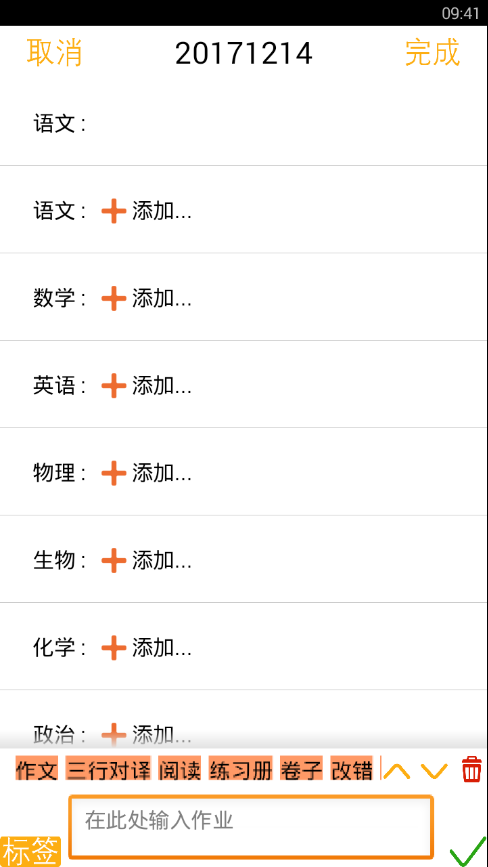 09:41
取消 20171214 完成
语文：
语文： 添加...
数学： 添加...
英语： 添加...
物理： 添加...
生物： 添加...
化学： 添加...
政治： 添加...
作文 三行对译 阅读 练习册 卷子 改错
在此处输入作业
标签